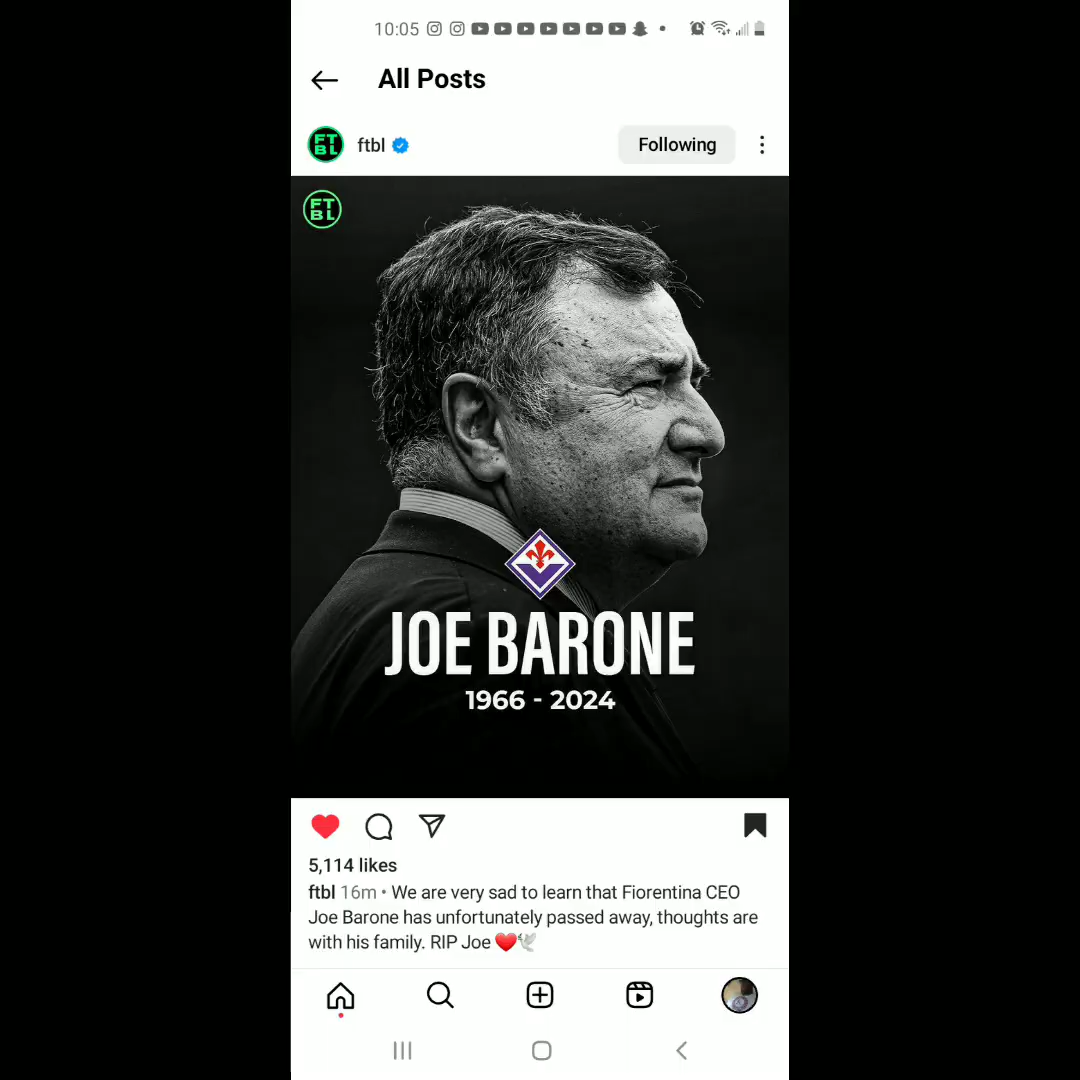 10:05
All Posts
ftbl
Following
FT
BL
FT
BL
JOE BARONE
1966 - 2024
5,114 likes
ftbl 16m • We are very sad to learn that Fiorentina CEO
Joe Barone has unfortunately passed away, thoughts are
with his family. RIP Joe ❤️🕊